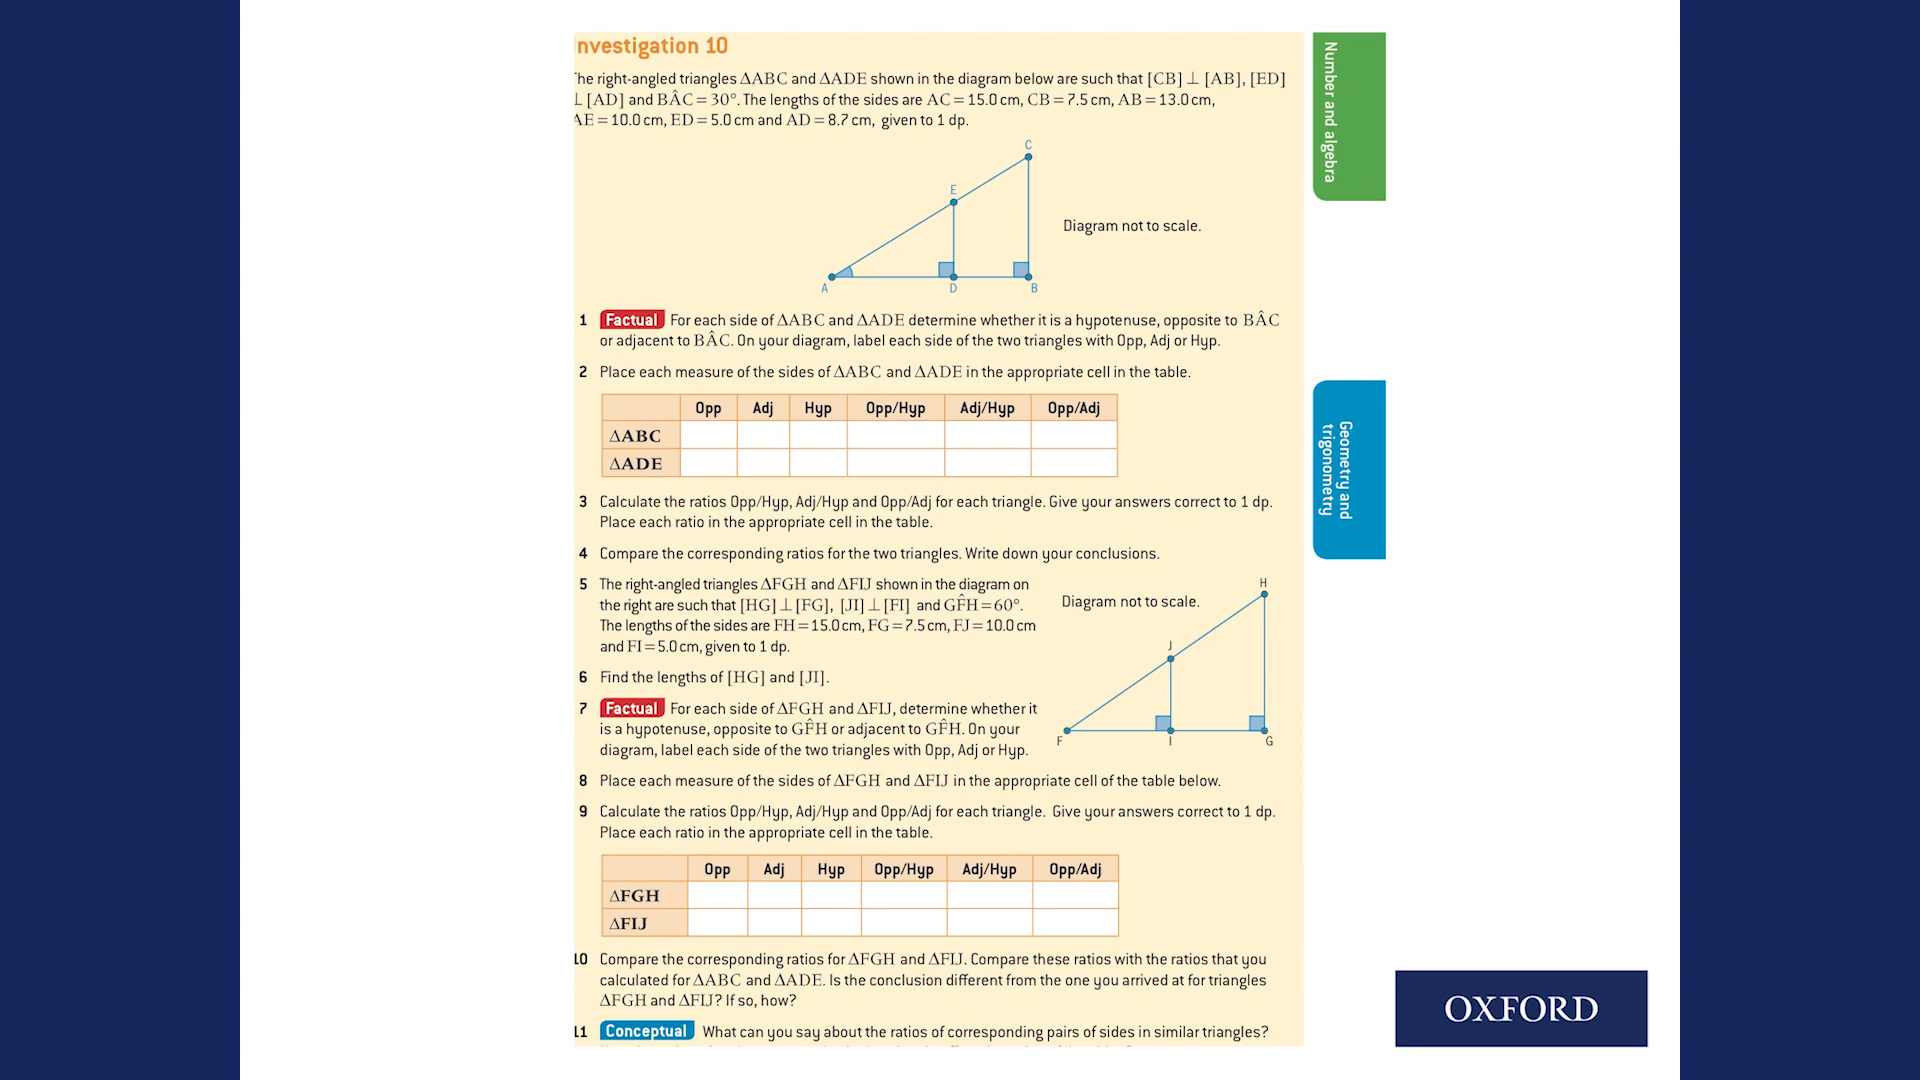 nvestigation 10
he right-angled triangles ΔABC and ΔADE shown in the diagram below are such that [CB] ⊥ [AB], [ED]
⊥ [AD] and BÂC = 30°. The lengths of the sides are AC = 15.0 cm, CB = 7.5 cm, AB = 13.0 cm,
AE = 10.0 cm, ED = 5.0 cm and AD = 8.7 cm, given to 1 dp.
C
E
Diagram not to scale.
A
D
B
1 Factual For each side of ΔABC and ΔADE determine whether it is a hypotenuse, opposite to BÂC
or adjacent to BÂC. On your diagram, label each side of the two triangles with Opp, Adj or Hyp.
2 Place each measure of the sides of ΔABC and ΔADE in the appropriate cell in the table.
Opp Adj Hyp Opp/Hyp Adj/Hyp Opp/Adj
ΔABC
ΔADE
3 Calculate the ratios Opp/Hyp, Adj/Hyp and Opp/Adj for each triangle. Give your answers correct to 1 dp.
Place each ratio in the appropriate cell in the table.
4 Compare the corresponding ratios for the two triangles. Write down your conclusions.
5 The right-angled triangles ΔFGH and ΔFIJ shown in the diagram on
the right are such that [HG] ⊥ [FG], [JI] ⊥ [FI] and GF̂H = 60°.
The lengths of the sides are FH = 15.0 cm, FG = 7.5 cm, FJ = 10.0 cm
and FI = 5.0 cm, given to 1 dp.
6 Find the lengths of [HG] and [JI].
7 Factual For each side of ΔFGH and ΔFIJ, determine whether it
is a hypotenuse, opposite to GF̂H or adjacent to GF̂H. On your
diagram, label each side of the two triangles with Opp, Adj or Hyp.
H
Diagram not to scale.
J
F
I
G
8 Place each measure of the sides of ΔFGH and ΔFIJ in the appropriate cell of the table below.
9 Calculate the ratios Opp/Hyp, Adj/Hyp and Opp/Adj for each triangle. Give your answers correct to 1 dp.
Place each ratio in the appropriate cell in the table.
Opp Adj Hyp Opp/Hyp Adj/Hyp Opp/Adj
ΔFGH
ΔFIJ
10 Compare the corresponding ratios for ΔFGH and ΔFIJ. Compare these ratios with the ratios that you
calculated for ΔABC and ΔADE. Is the conclusion different from the one you arrived at for triangles
ΔFGH and ΔFIJ? If so, how?
11 Conceptual What can you say about the ratios of corresponding pairs of sides in similar triangles?
Number and algebra
Geometry and
trigonometry
OXFORD